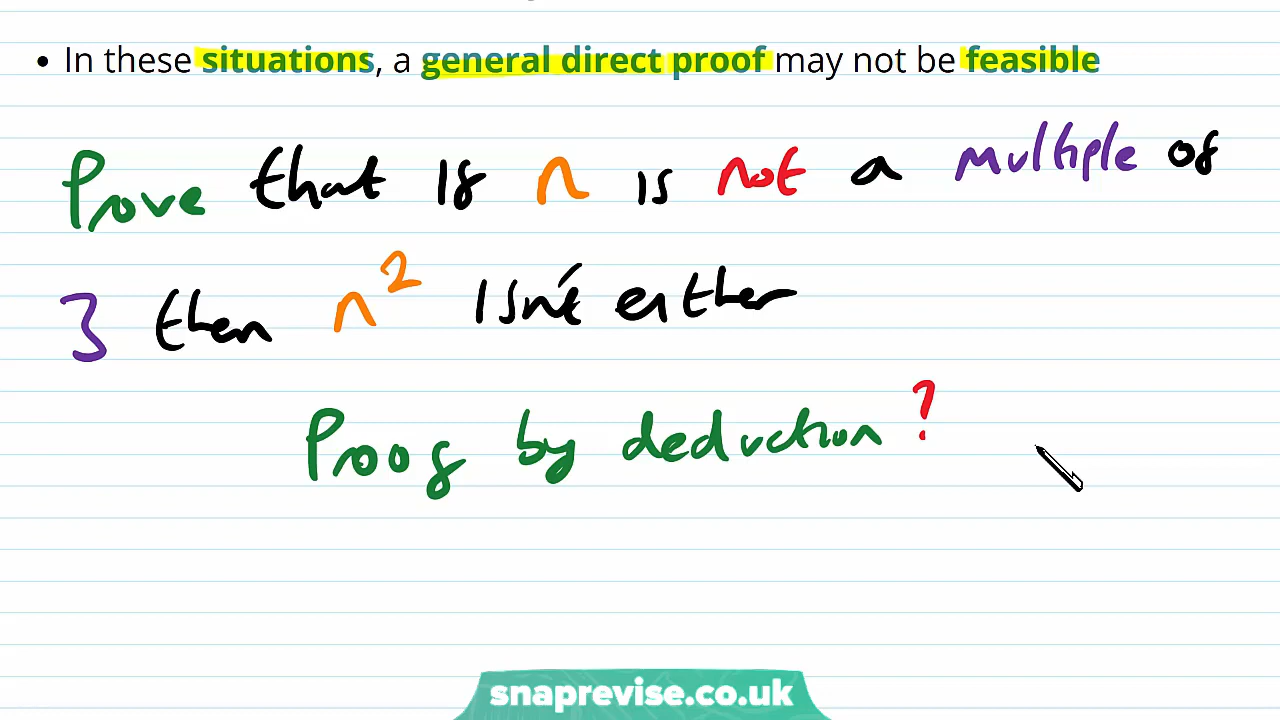 • In these situations, a general direct proof may not be feasible
Prove that if n is not a multiple of
3 then n² isn't either
Proof by deduction?
snaprevise.co.uk